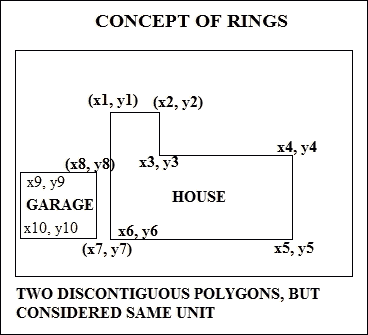 CONCEPT OF RINGS
(x1, y1) (x2, y2)
x4, y4
(x8, y8) x3, y3
x9, y9
GARAGE HOUSE
x10, y10 x6, y6
(x7, y7) x5, y5
TWO DISCONTIGUOUS POLYGONS, BUT
CONSIDERED SAME UNIT